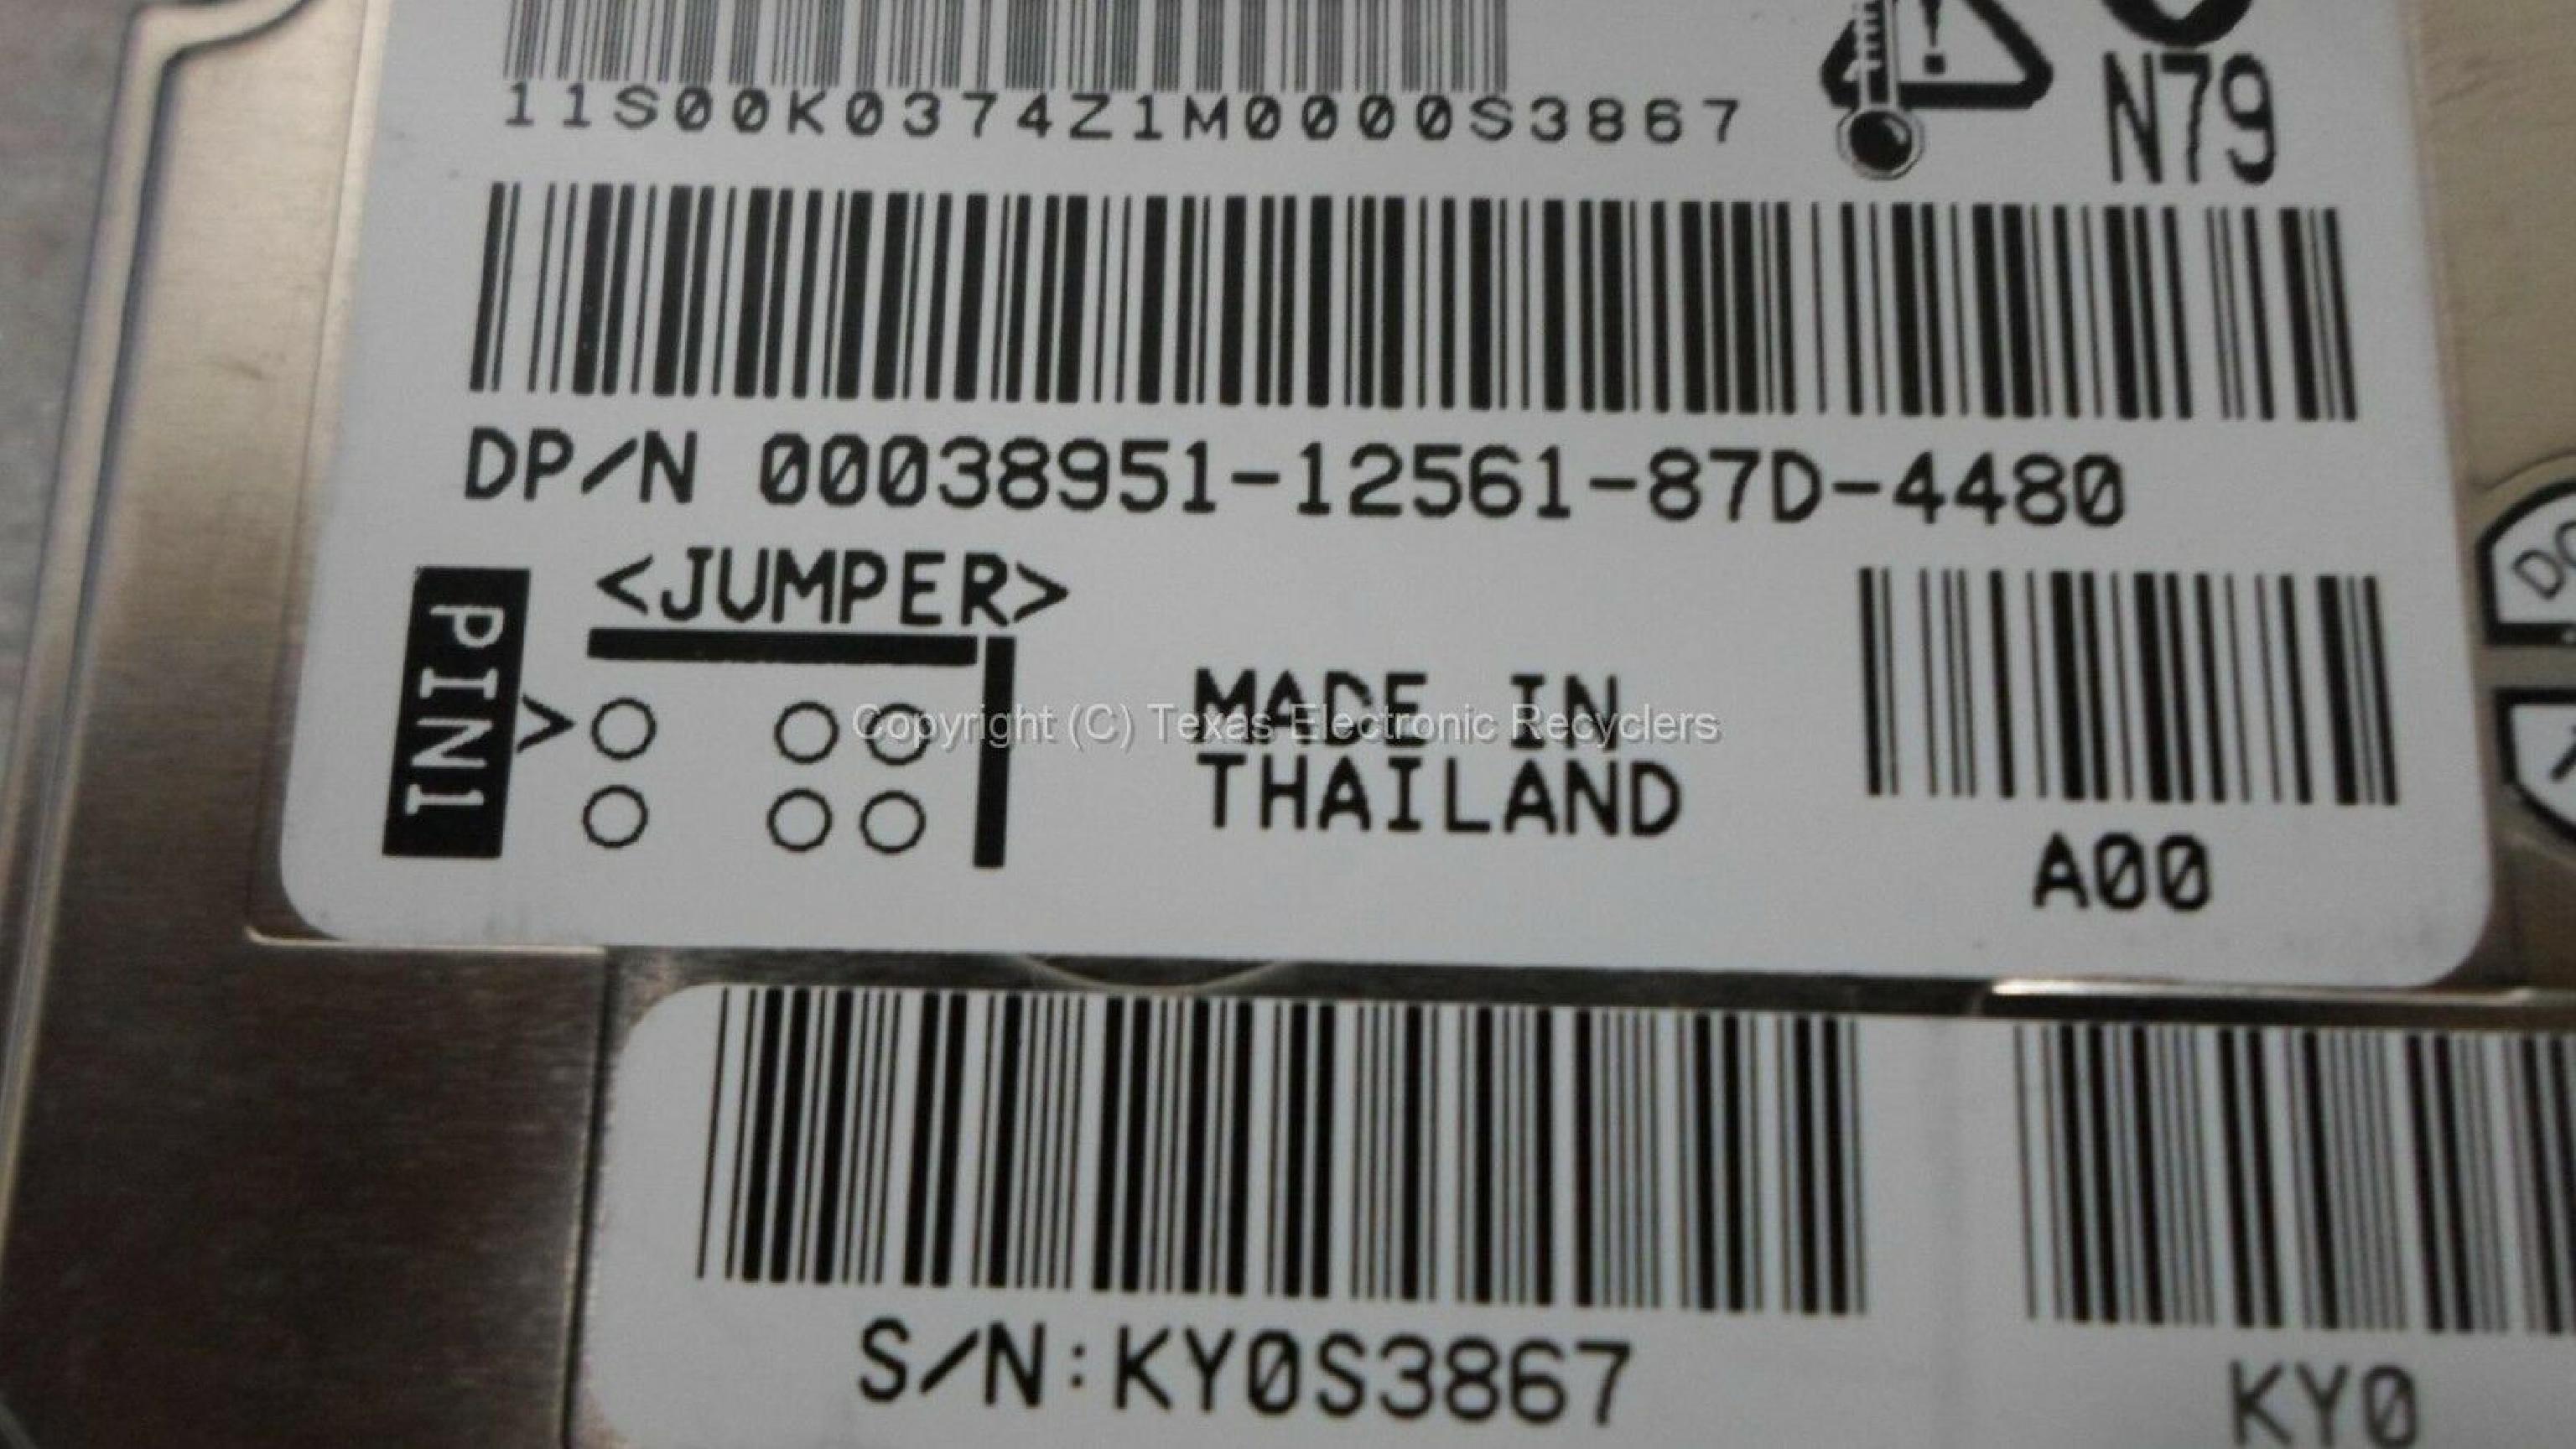 11S00K0374Z1M0000S3867
N79
DP/N 00038951-12561-87D-4480
<JUMPER>
PIN1
>
MADE IN
THAILAND
Copyright (C) Texas Electronic Recyclers
A00
S/N:KY0S3867
KY0